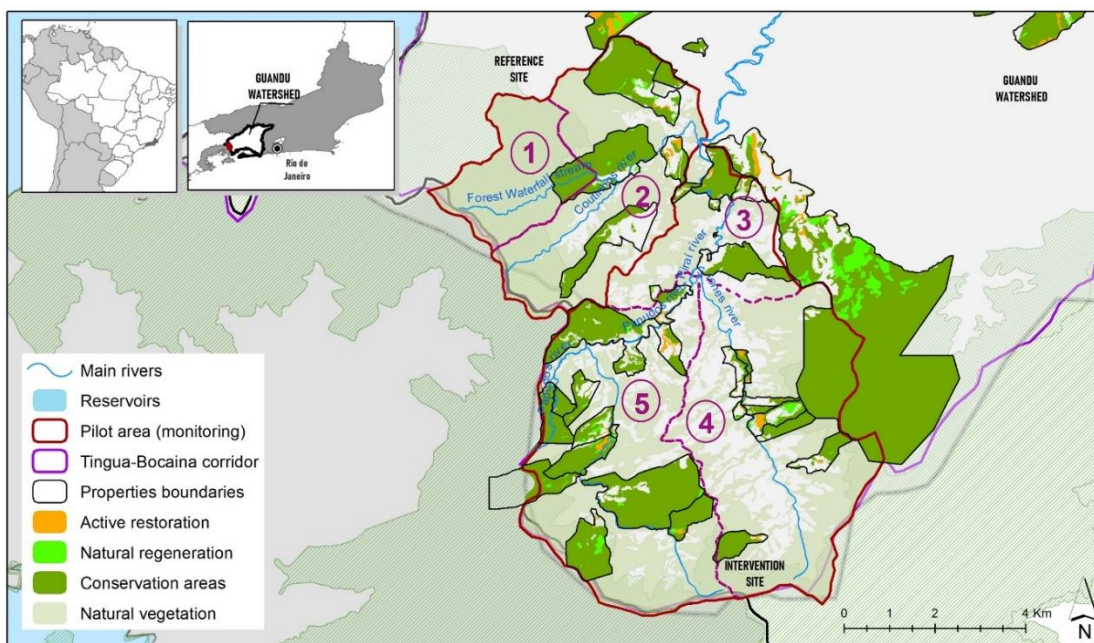 GUANDU
WATERSHED
Rio de
Janeiro
REFERENCE
SITE
GUANDU
WATERSHED
1
Forest Waterfall stream
2
3
Piraí river
5
4
INTERVENTION
SITE
Main rivers
Reservoirs
Pilot area (monitoring)
Tingua-Bocaina corridor
Properties boundaries
Active restoration
Natural regeneration
Conservation areas
Natural vegetation
0 1 2 4 Km
N